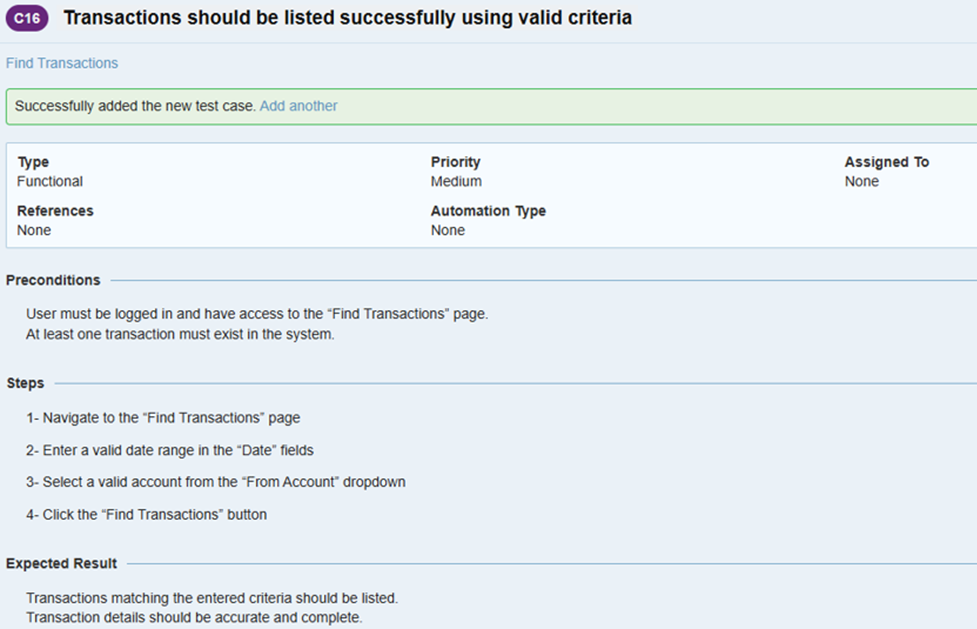 C16 Transactions should be listed successfully using valid criteria
Find Transactions
Successfully added the new test case. Add another
Type Priority Assigned To
Functional Medium None
References Automation Type
None None
Preconditions
User must be logged in and have access to the “Find Transactions” page.
At least one transaction must exist in the system.
Steps
1- Navigate to the “Find Transactions” page
2- Enter a valid date range in the “Date” fields
3- Select a valid account from the “From Account” dropdown
4- Click the “Find Transactions” button
Expected Result
Transactions matching the entered criteria should be listed.
Transaction details should be accurate and complete.